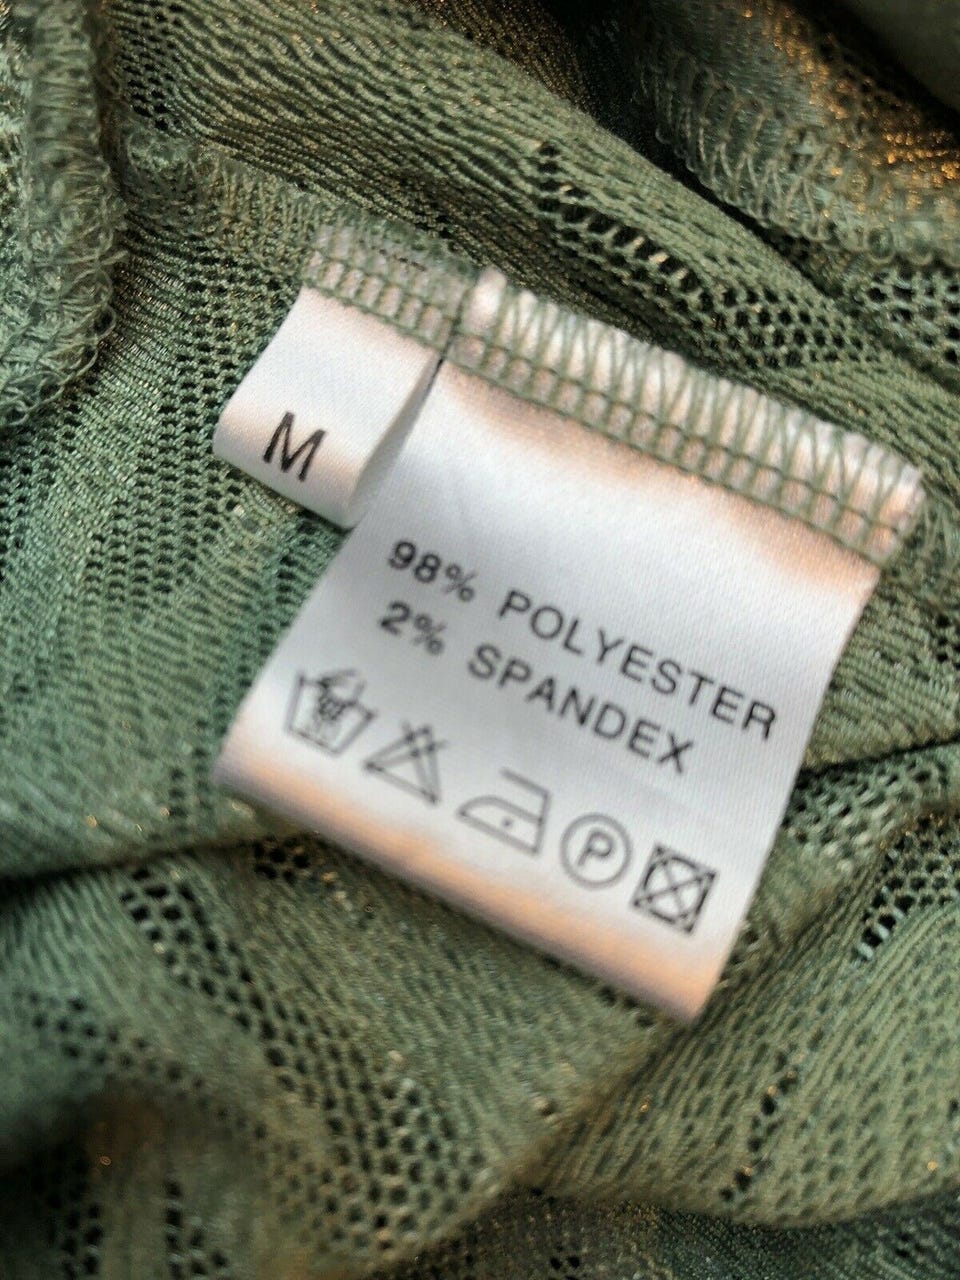 M
98% POLYESTER
2% SPANDEX
P